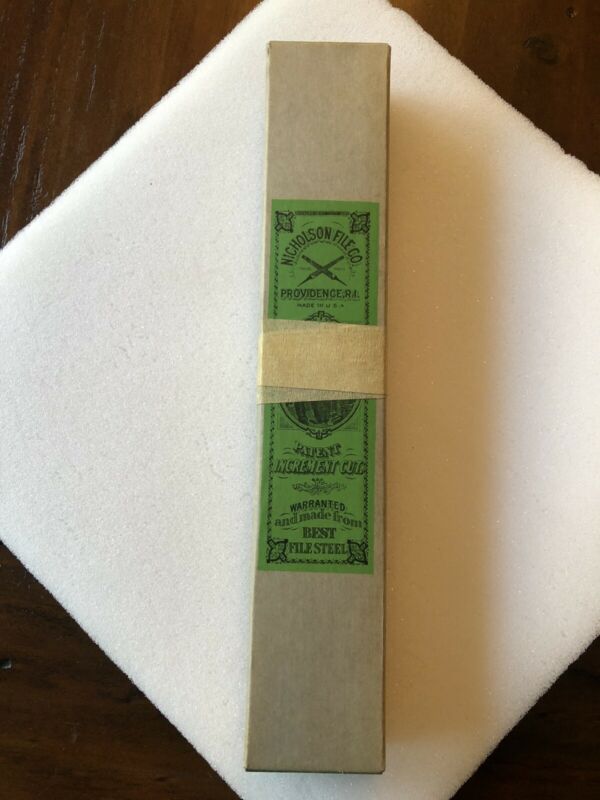 NICHOLSON FILE CO.
PROVIDENCE, R.I.
MADE IN U.S.A.
PATENT
INCREMENT CUT.
WARRANTED
and made from
BEST
FILE STEEL